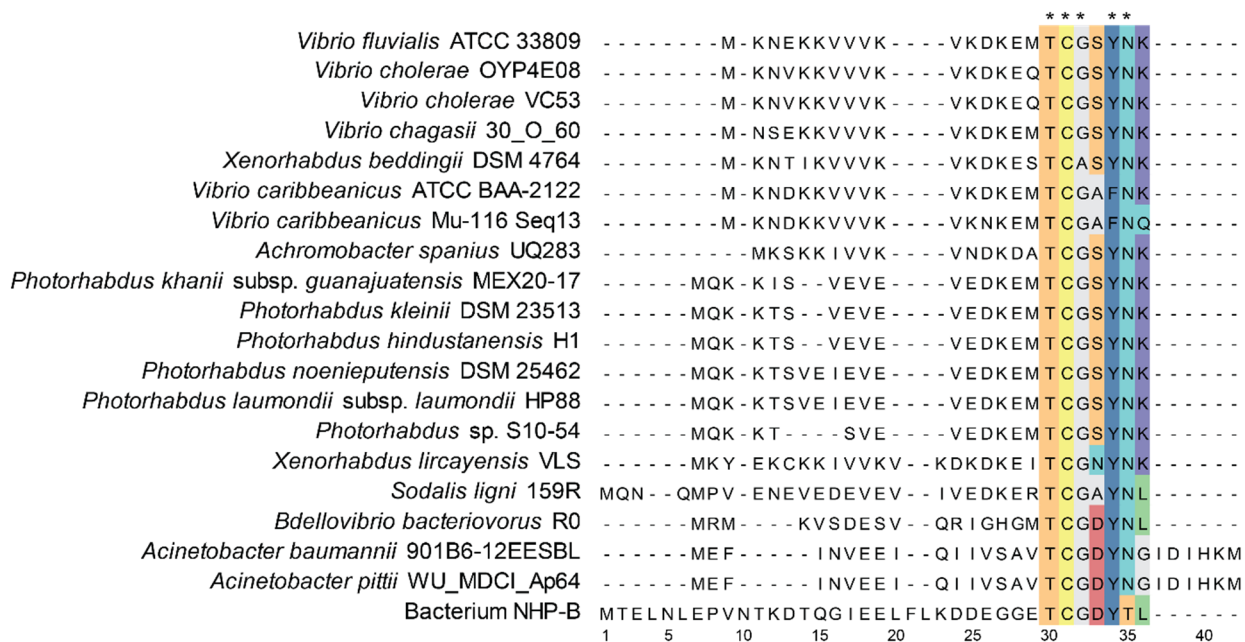 * * * * *
Vibrio fluvialis ATCC 33809 - - - - - - - - M - K N E K K V V V K - - - - V K D K E M T C G S Y N K - - - - - -
Vibrio cholerae OYP4E08 - - - - - - - - M - K N V K K V V V K - - - - V K D K E Q T C G S Y N K - - - - - -
Vibrio cholerae VC53 - - - - - - - - M - K N V K K V V V K - - - - V K D K E Q T C G S Y N K - - - - - -
Vibrio chagasii 30_O_60 - - - - - - - - M - K N S E K K V V V K - - - - V K D K E M T C G S Y N K - - - - - -
Xenorhabdus beddingii DSM 4764 - - - - - - - - M - K N T I K V V V K - - - - V K D K E S T C A S Y N K - - - - - -
Vibrio caribbeanicus ATCC BAA-2122 - - - - - - - - M - K N D K K V V V K - - - - V K D K E M T C G A F N K - - - - - -
Vibrio caribbeanicus Mu-116 Seq13 - - - - - - - - M - K N D K K V V V K - - - - V K N K E M T C G A F N Q - - - - - -
Achromobacter spanius UQ283 - - - - - - - - - - M K S K K I V V K - - - - V N D K D A T C G S Y N K - - - - - -
Photorhabdus khanii subsp. guanajuatensis MEX20-17 - - - - - - M Q K - K I S - - V E V E - - - - V E D K E M T C G S Y N K - - - - - -
Photorhabdus kleinii DSM 23513 - - - - - - M Q K - K T S - - V E V E - - - - V E D K E M T C G S Y N K - - - - - -
Photorhabdus hindustanensis H1 - - - - - - M Q K - K T S - - V E V E - - - - V E D K E M T C G S Y N K - - - - - -
Photorhabdus noenieputensis DSM 25462 - - - - - - M Q K - K T S V E I E V E - - - - V E D K E M T C G S Y N K - - - - - -
Photorhabdus laumondii subsp. laumondii HP88 - - - - - - M Q K - K T S V E I E V E - - - - V E D K E M T C G S Y N K - - - - - -
Photorhabdus sp. S10-54 - - - - - - M Q K - K T - - - - S V E - - - - V E D K E M T C G S Y N K - - - - - -
Xenorhabdus lircayensis VLS - - - - - - M K Y - E K C K K I V V K V - - K D K D K E I T C G N Y N K - - - - - -
Sodalis ligni 159R M Q N - - Q M P V - E N E V E D E V E V - - I V E D K E R T C G A Y N L - - - - - -
Bdellovibrio bacteriovorus R0 - - - - - - M R M - - - - K V S D E S V - - Q R I G H G M T C G D Y N L - - - - - -
Acinetobacter baumannii 901B6-12EESBL - - - - - - M E F - - - - - I N V E E I - - Q I I V S A V T C G D Y N G I D I H K M
Acinetobacter pittii WU_MDCI_Ap64 - - - - - - M E F - - - - - I N V E E I - - Q I I V S A V T C G D Y N G I D I H K M
Bacterium NHP-B M T E L N L E P V N T K D T Q G I E E L F L K D D E G G E T C G D Y T L - - - - - -
1 5 10 15 20 25 30 35 40